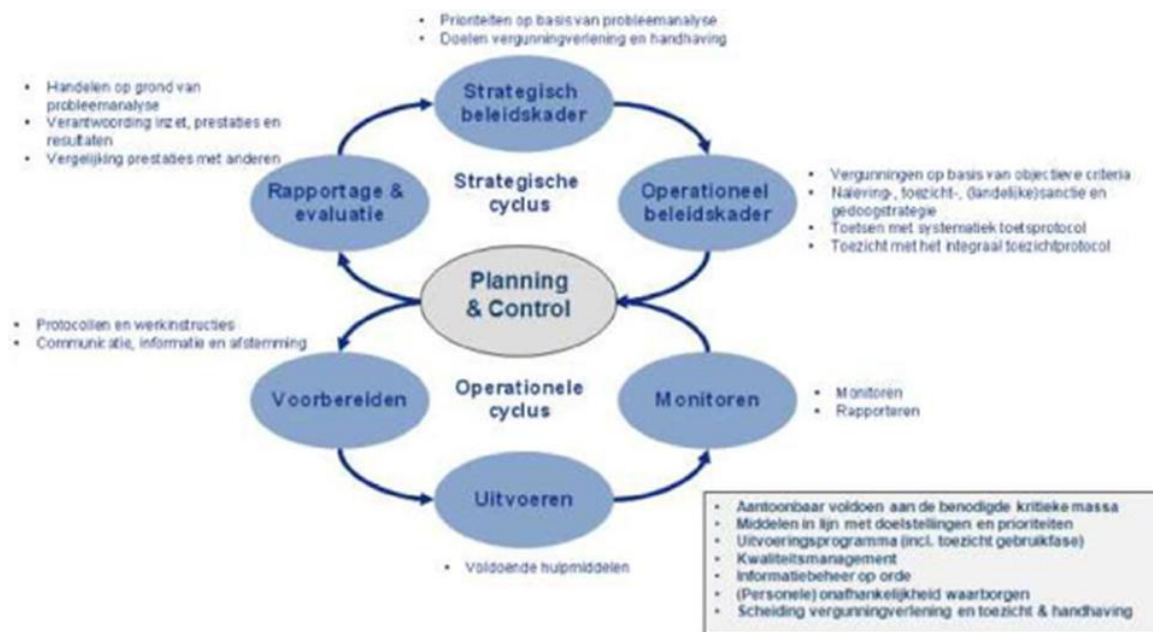 • Prioriteiten op basis van probleemanalyse
• Doelen vergunningverlening en handhaving
• Handelen op grond van
probleemanalyse
• Verantwoording inzet, prestaties en
resultaten
• Vergelijking prestaties met anderen
Strategisch
beleidskader
Rapportage &
evaluatie
Strategische
cyclus
Operationeel
beleidskader
• Vergunningen op basis van objectieve criteria
• Naleving-, toezicht-, (landelijke)sanctie en
gedoogstrategie
• Toetsen met systematiek toetsprotocol
• Toezicht met het integraal toezichtprotocol
Planning
& Control
• Protocollen en werkinstructies
• Communicatie, informatie en afstemming
Voorbereiden
Operationele
cyclus
Monitoren
• Monitoren
• Rapporteren
Uitvoeren
• Voldoende hulpmiddelen
• Aantoonbaar voldoen aan de benodigde kritieke massa
• Middelen in lijn met doelstellingen en prioriteiten
• Uitvoeringsprogramma (incl. toezicht gebruikfase)
• Kwaliteitsmanagement
• Informatiebeheer op orde
• (Personele) onafhankelijkheid waarborgen
• Scheiding vergunningverlening en toezicht & handhaving